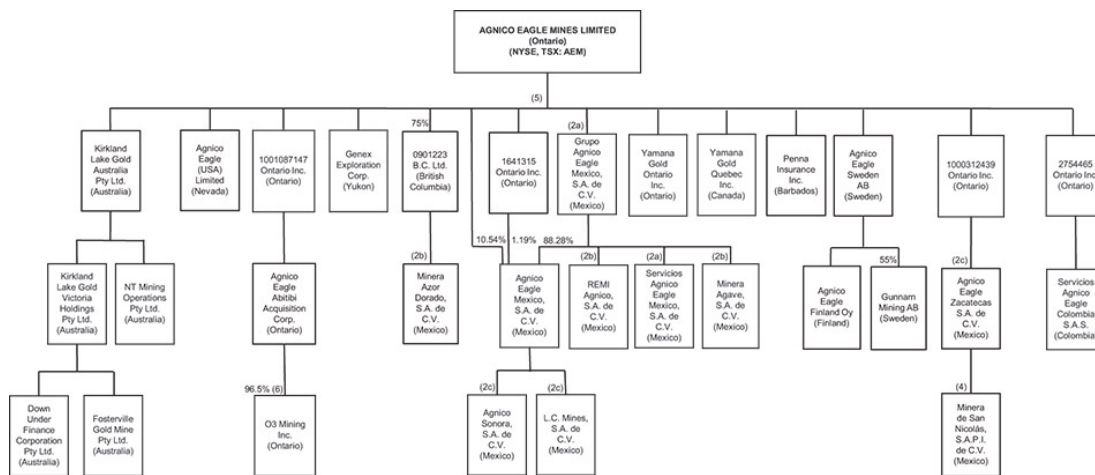 AGNICO EAGLE MINES LIMITED
(Ontario)
(NYSE, TSX: AEM)
(5)
Kirkland
Lake Gold
Australia
Pty Ltd.
(Australia)
Agnico
Eagle
(USA)
Limited
(Nevada)
1001087147
Ontario Inc.
(Ontario)
Genex
Exploration
Corp.
(Yukon)
75%
0901223
B.C. Ltd.
(British
Columbia)
1641315
Ontario Inc.
(Ontario)
(2a)
Grupo
Agnico
Eagle
Mexico,
S.A. de
C.V.
(Mexico)
Yamana
Gold
Ontario
Inc.
(Ontario)
Yamana
Gold
Quebec
Inc.
(Canada)
Penna
Insurance
Inc.
(Barbados)
Agnico
Eagle
Sweden
AB
(Sweden)
1000312439
Ontario Inc.
(Ontario)
2754465
Ontario Inc.
(Ontario)
Kirkland
Lake Gold
Victoria
Holdings
Pty Ltd.
(Australia)
NT Mining
Operations
Pty Ltd.
(Australia)
Agnico
Eagle
Abitibi
Acquisition
Corp.
(Ontario)
(2b)
Minera
Azor
Dorado,
S.A. de
C.V.
(Mexico)
10.54%
1.19%
88.28%
Agnico
Eagle
Mexico,
S.A. de
C.V.
(Mexico)
(2b)
REMI
Agnico,
S.A. de
C.V.
(Mexico)
(2a)
Servicios
Agnico
Eagle
Mexico,
S.A. de
C.V.
(Mexico)
(2b)
Minera
Agave,
S.A. de
C.V.
(Mexico)
Agnico
Eagle
Finland Oy
(Finland)
55%
Gunnarn
Mining AB
(Sweden)
(2c)
Agnico
Eagle
Zacatecas
S.A. de
C.V.
(Mexico)
Servicios
Agnico
Eagle
Colombia
S.A.S.
(Colombia)
Down
Under
Finance
Corporation
Pty Ltd.
(Australia)
Fosterville
Gold Mine
Pty Ltd.
(Australia)
96.5% (6)
O3 Mining
Inc.
(Ontario)
(2c)
Agnico
Sonora,
S.A. de
C.V.
(Mexico)
(2c)
L.C. Mines,
S.A. de
C.V.
(Mexico)
(4)
Minera
de San
Nicolás,
S.A.P.I.
de C.V.
(Mexico)